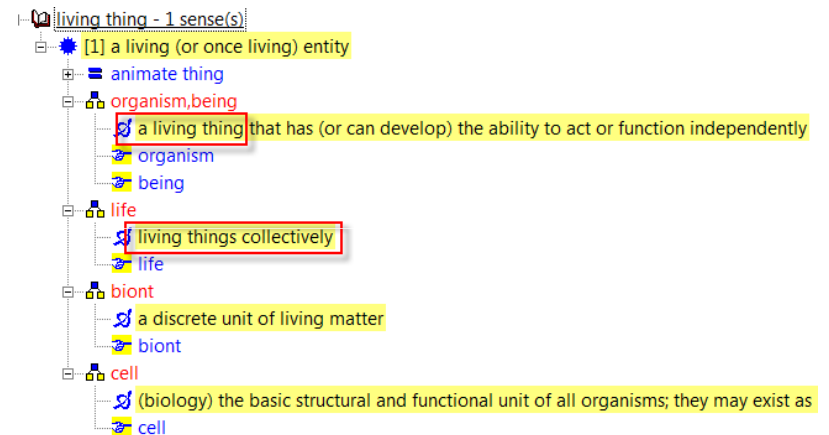 living thing - 1 sense(s)
[1] a living (or once living) entity
animate thing
organism,being
a living thing that has (or can develop) the ability to act or function independently
organism
being
life
living things collectively
life
biont
a discrete unit of living matter
biont
cell
(biology) the basic structural and functional unit of all organisms; they may exist as
cell